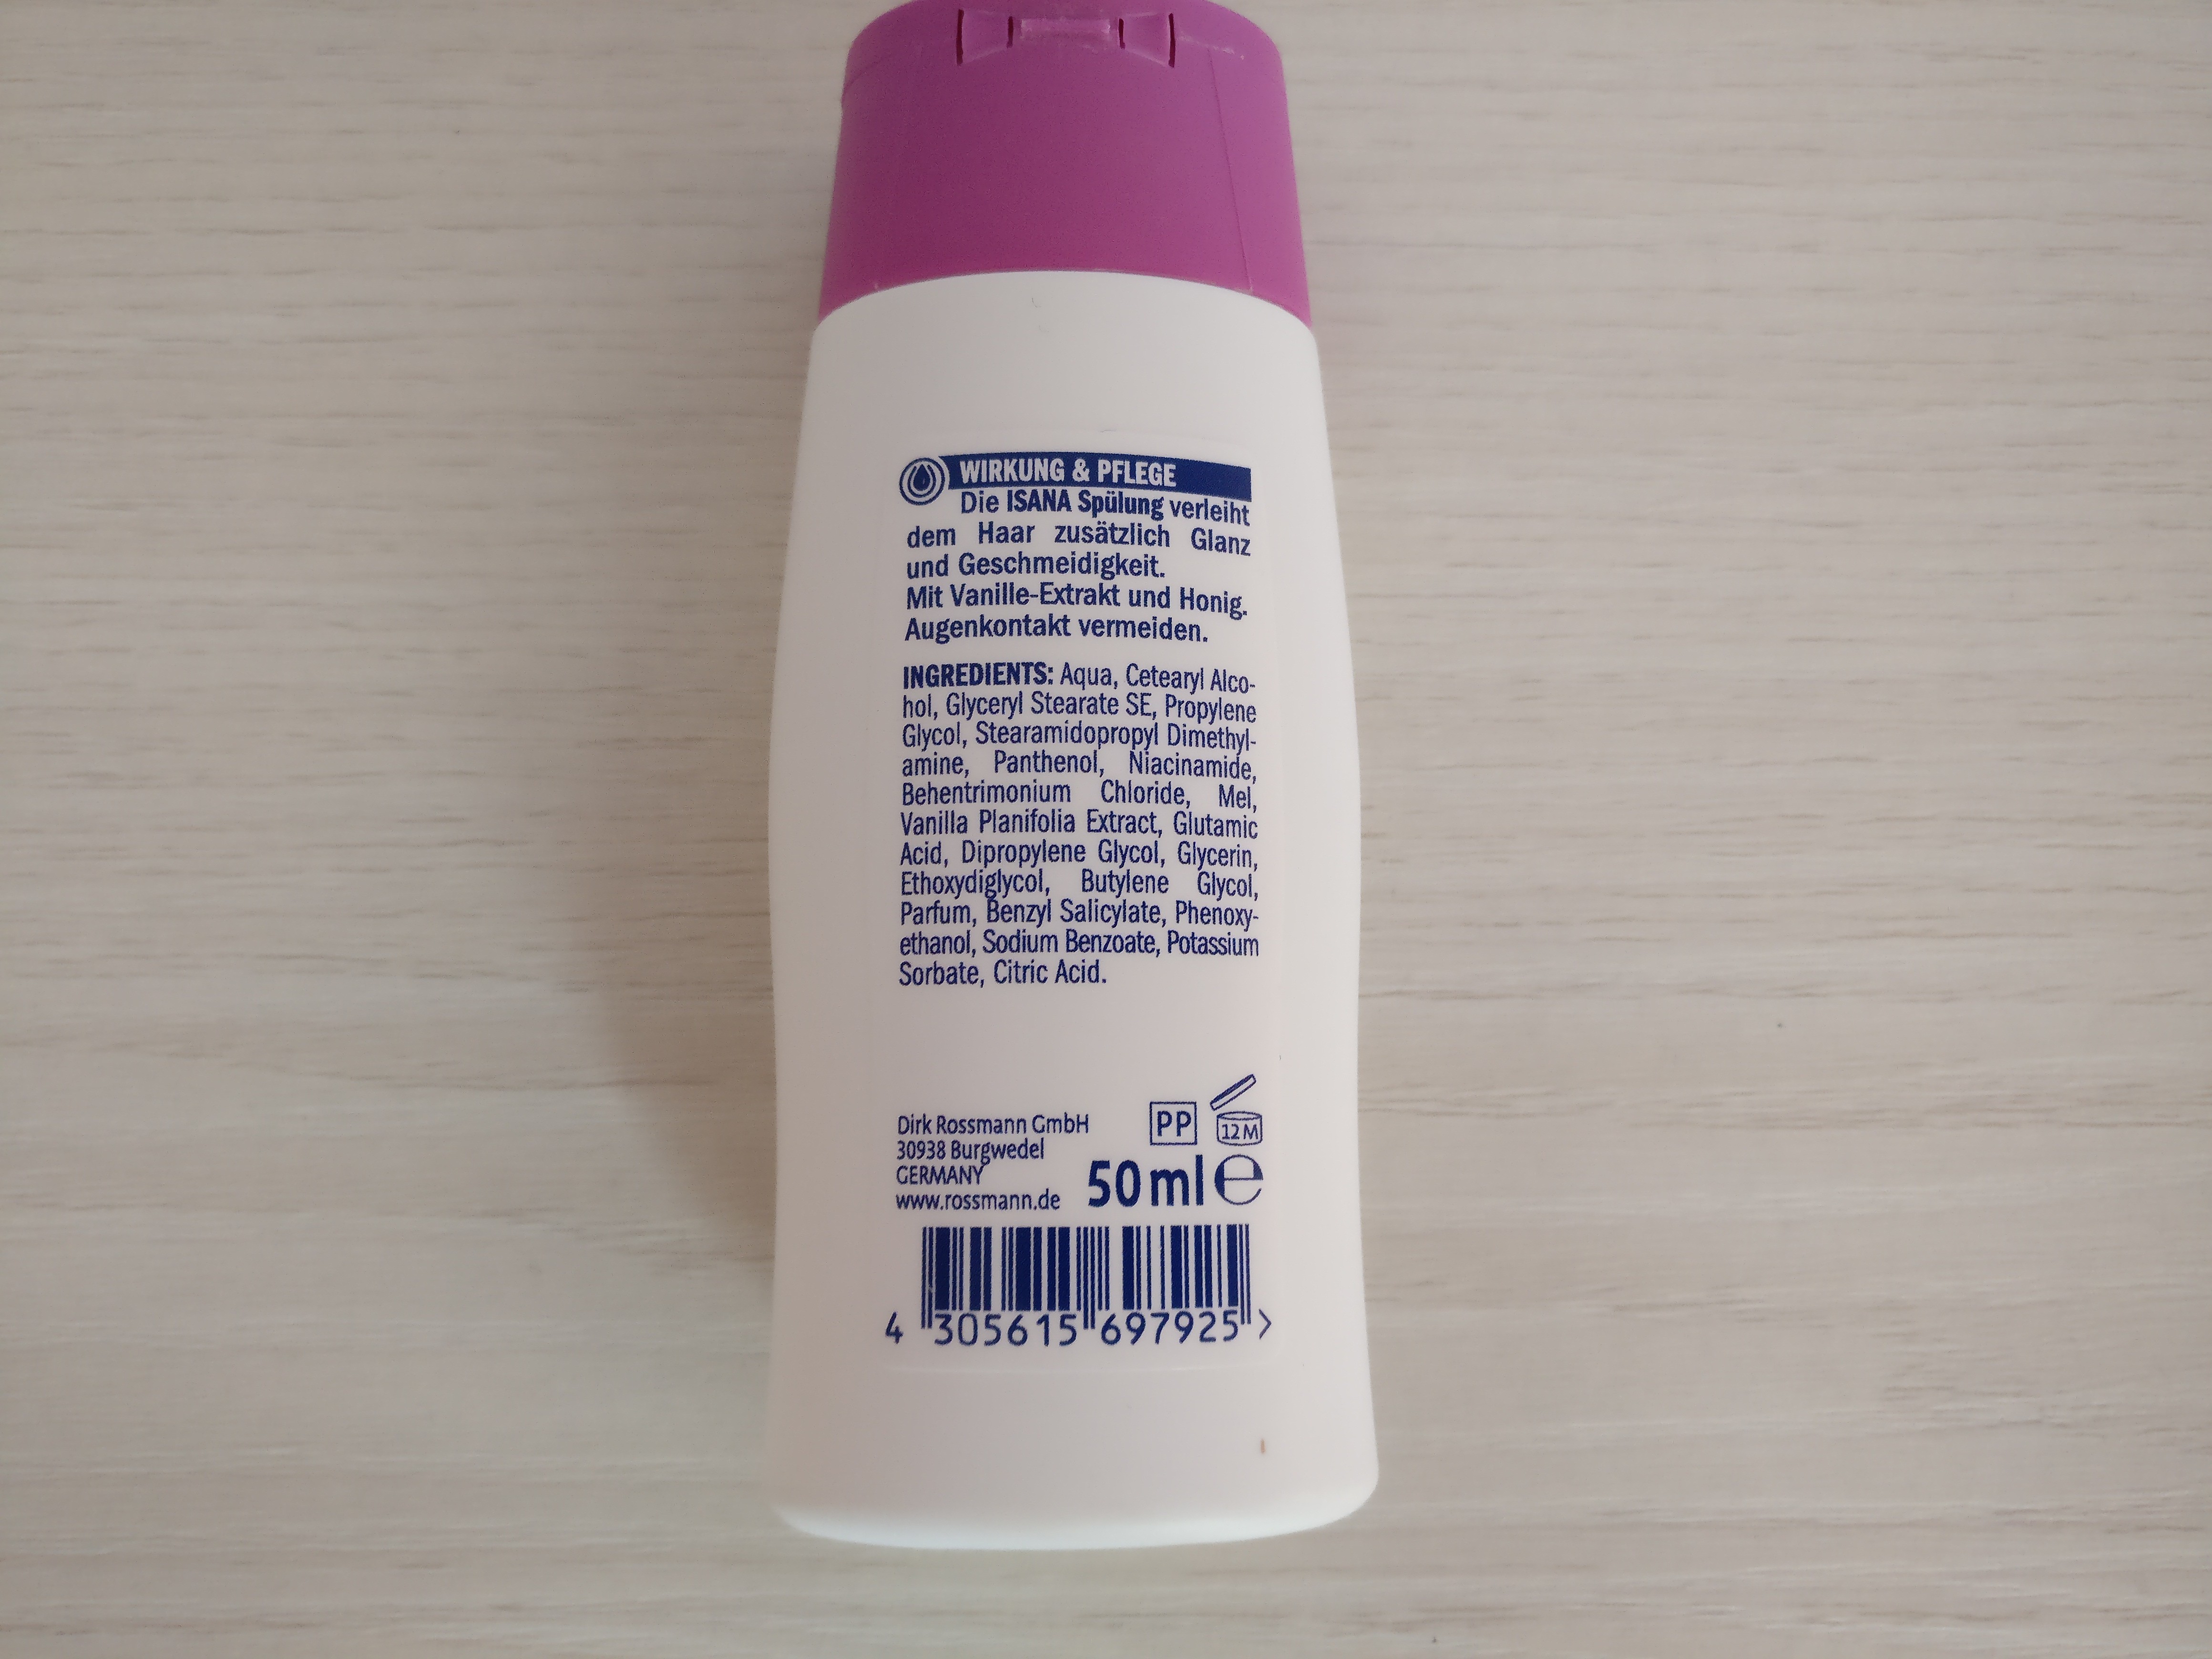 WIRKUNG & PFLEGE
Die ISANA Spülung verleiht
dem Haar zusätzlich Glanz
und Geschmeidigkeit.
Mit Vanille-Extrakt und Honig.
Augenkontakt vermeiden.
INGREDIENTS: Aqua, Cetearyl Alco-
hol, Glyceryl Stearate SE, Propylene
Glycol, Stearamidopropyl Dimethyl-
amine, Panthenol, Niacinamide,
Behentrimonium Chloride, Mel,
Vanilla Planifolia Extract, Glutamic
Acid, Dipropylene Glycol, Glycerin,
Ethoxydiglycol, Butylene Glycol,
Parfum, Benzyl Salicylate, Phenoxy-
ethanol, Sodium Benzoate, Potassium
Sorbate, Citric Acid.
Dirk Rossmann GmbH
30938 Burgwedel
GERMANY
www.rossmann.de
PP
12 M
50 ml e
4 305615 697925 >